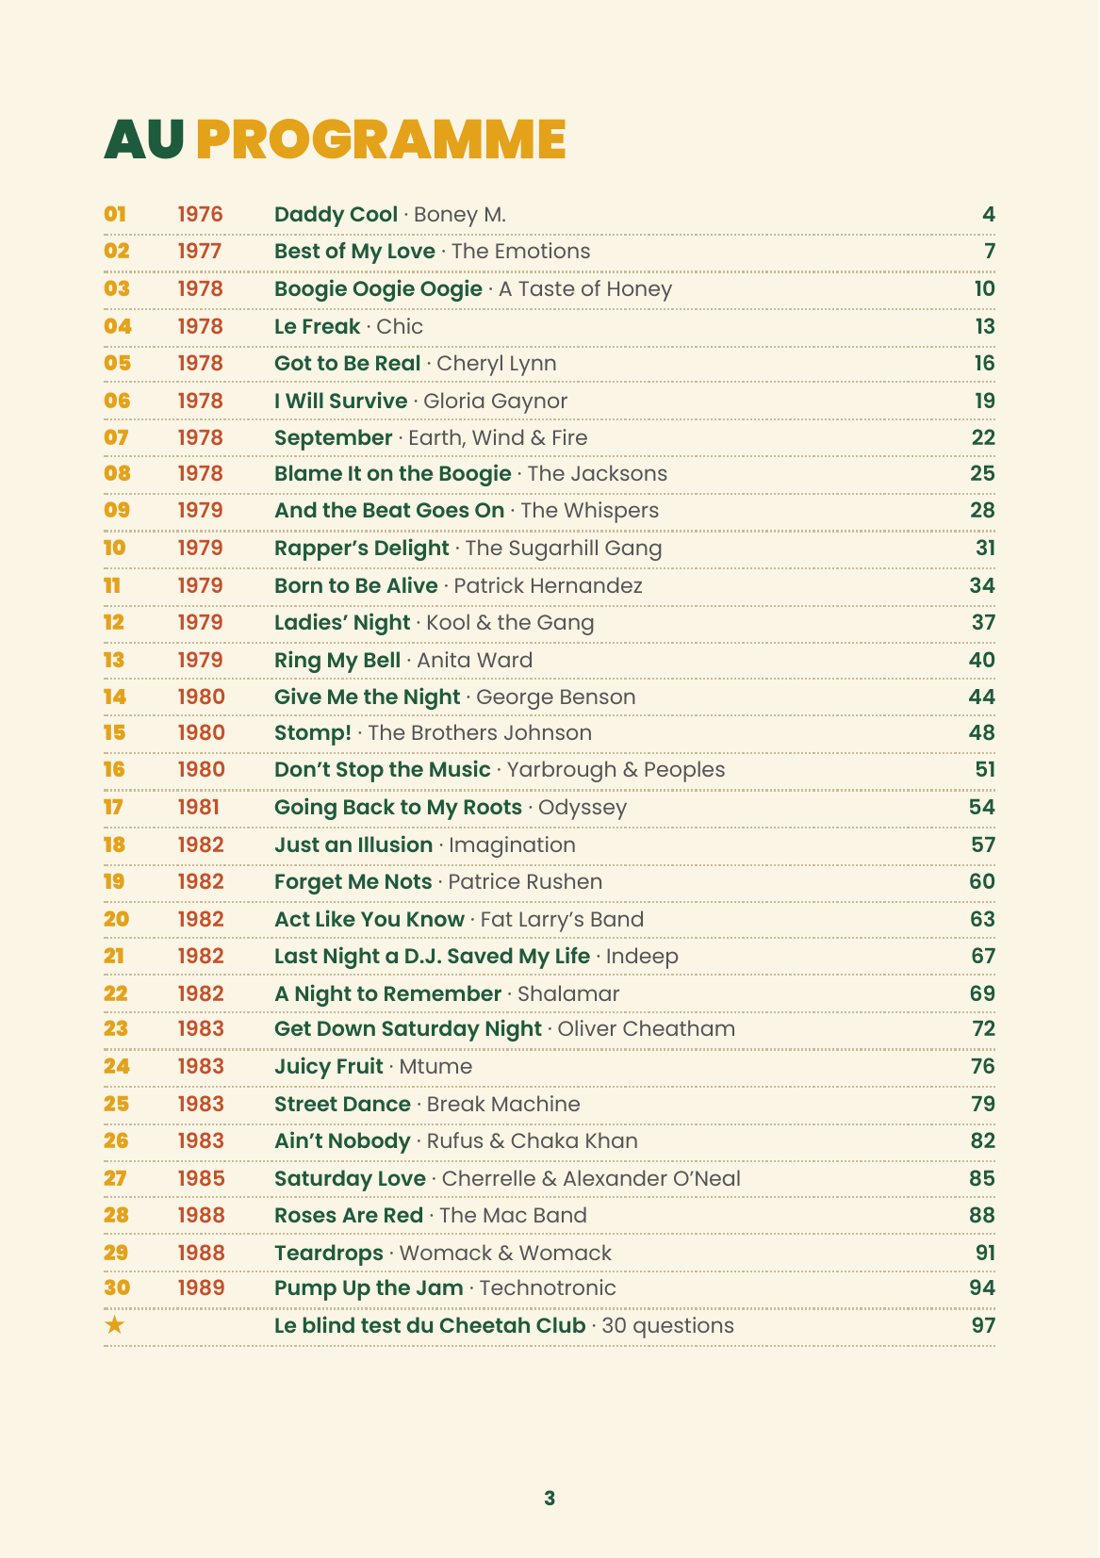 AU PROGRAMME
01 1976 Daddy Cool · Boney M. 4
02 1977 Best of My Love · The Emotions 7
03 1978 Boogie Oogie Oogie · A Taste of Honey 10
04 1978 Le Freak · Chic 13
05 1978 Got to Be Real · Cheryl Lynn 16
06 1978 I Will Survive · Gloria Gaynor 19
07 1978 September · Earth, Wind & Fire 22
08 1978 Blame It on the Boogie · The Jacksons 25
09 1979 And the Beat Goes On · The Whispers 28
10 1979 Rapper’s Delight · The Sugarhill Gang 31
11 1979 Born to Be Alive · Patrick Hernandez 34
12 1979 Ladies’ Night · Kool & the Gang 37
13 1979 Ring My Bell · Anita Ward 40
14 1980 Give Me the Night · George Benson 44
15 1980 Stomp! · The Brothers Johnson 48
16 1980 Don’t Stop the Music · Yarbrough & Peoples 51
17 1981 Going Back to My Roots · Odyssey 54
18 1982 Just an Illusion · Imagination 57
19 1982 Forget Me Nots · Patrice Rushen 60
20 1982 Act Like You Know · Fat Larry’s Band 63
21 1982 Last Night a D.J. Saved My Life · Indeep 67
22 1982 A Night to Remember · Shalamar 69
23 1983 Get Down Saturday Night · Oliver Cheatham 72
24 1983 Juicy Fruit · Mtume 76
25 1983 Street Dance · Break Machine 79
26 1983 Ain’t Nobody · Rufus & Chaka Khan 82
27 1985 Saturday Love · Cherrelle & Alexander O’Neal 85
28 1988 Roses Are Red · The Mac Band 88
29 1988 Teardrops · Womack & Womack 91
30 1989 Pump Up the Jam · Technotronic 94
★ Le blind test du Cheetah Club · 30 questions 97
3